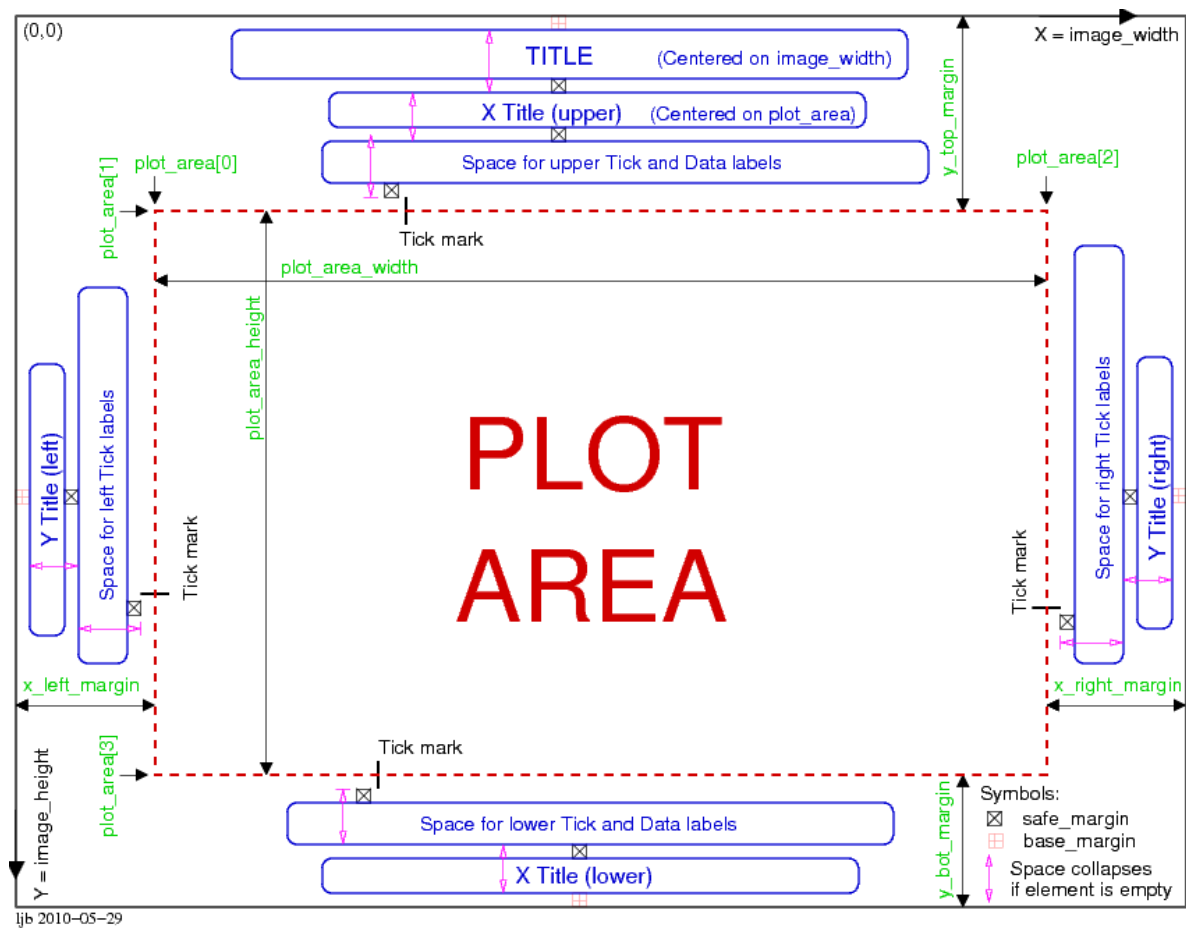 (0,0)
X = image_width
TITLE (Centered on image_width)
X Title (upper) (Centered on plot_area)
Space for upper Tick and Data labels
y_top_margin
plot_area[0]
plot_area[1]
plot_area[2]
Tick mark
plot_area_width
plot_area_height
PLOT
AREA
Y Title (left)
Space for left Tick labels
Tick mark
Tick mark
Space for right Tick labels
Y Title (right)
x_left_margin
x_right_margin
plot_area[3]
Tick mark
Y = image_height
Space for lower Tick and Data labels
X Title (lower)
y_bot_margin
Symbols:
safe_margin
base_margin
Space collapses
if element is empty
ljb 2010-05-29